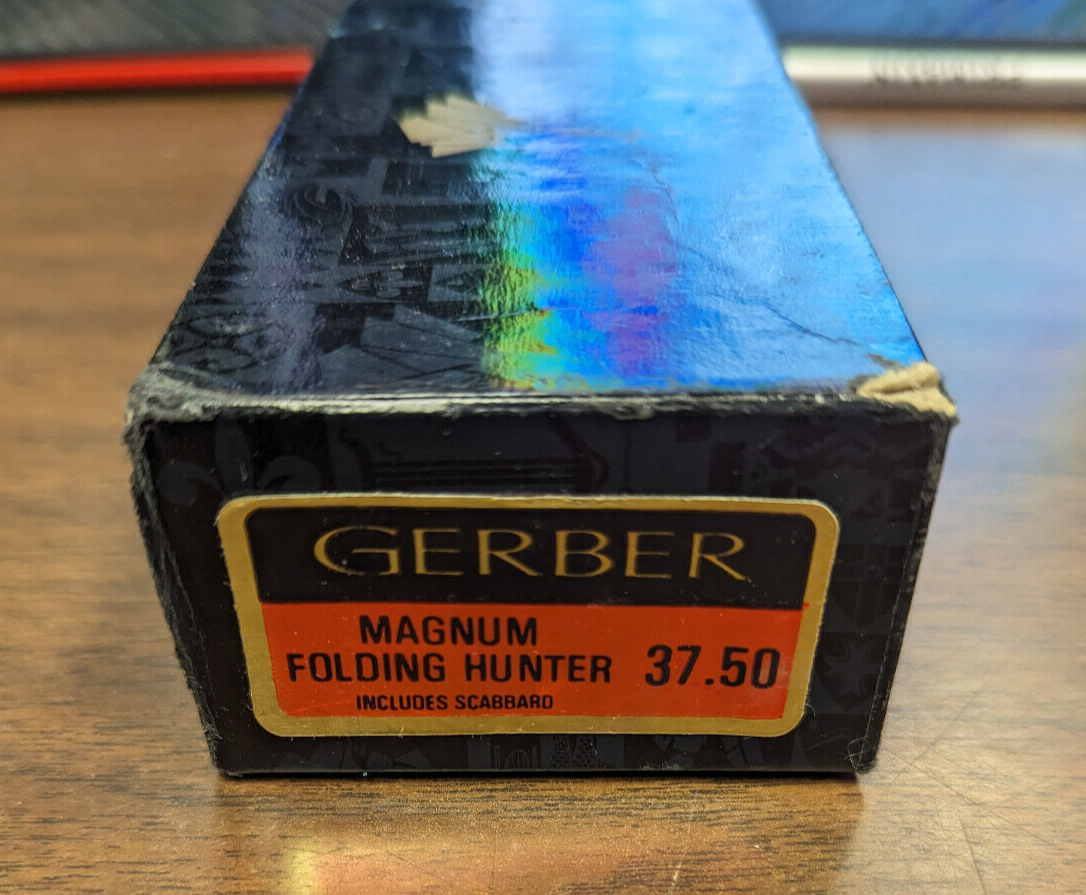 GERBER
MAGNUM
FOLDING HUNTER 37.50
INCLUDES SCABBARD